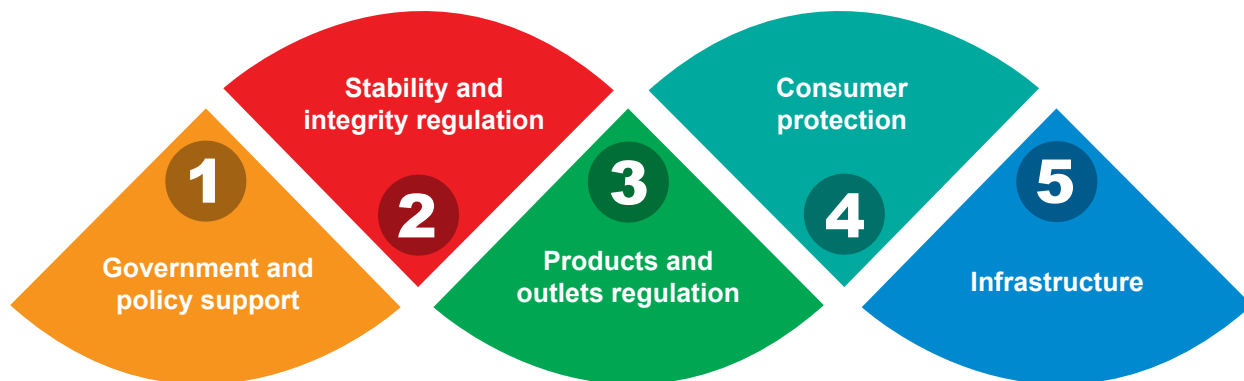 1
Government and
policy support
Stability and
integrity regulation
2
3
Products and
outlets regulation
Consumer
protection
4
5
Infrastructure